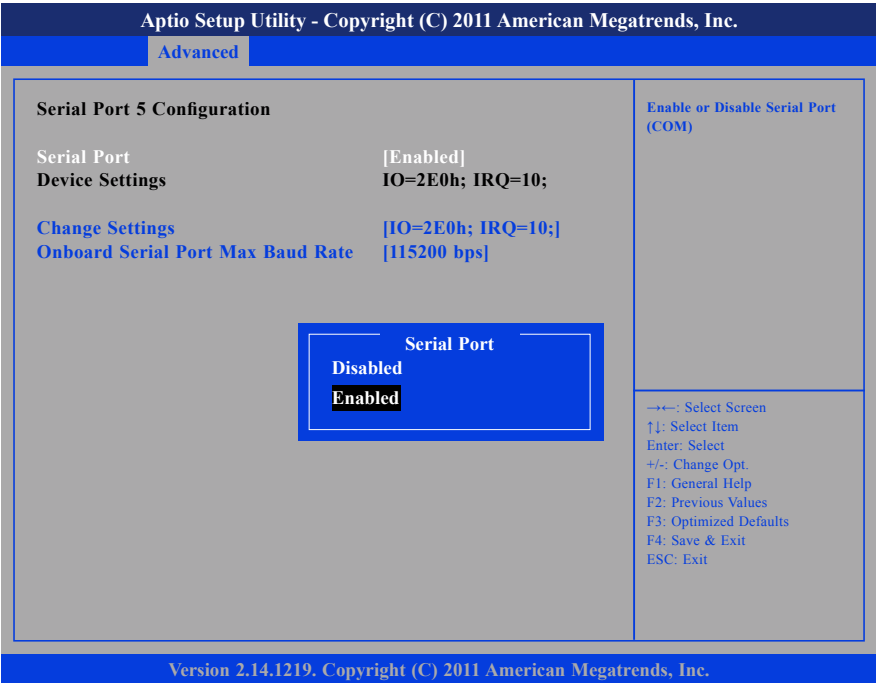 Aptio Setup Utility - Copyright (C) 2011 American Megatrends, Inc.
Advanced
Serial Port 5 Configuration
Serial Port [Enabled]
Device Settings IO=2E0h; IRQ=10;
Change Settings [IO=2E0h; IRQ=10;]
Onboard Serial Port Max Baud Rate [115200 bps]
Serial Port
Disabled
Enabled
Enable or Disable Serial Port
(COM)
→←: Select Screen
↑↓: Select Item
Enter: Select
+/-: Change Opt.
F1: General Help
F2: Previous Values
F3: Optimized Defaults
F4: Save & Exit
ESC: Exit
Version 2.14.1219. Copyright (C) 2011 American Megatrends, Inc.